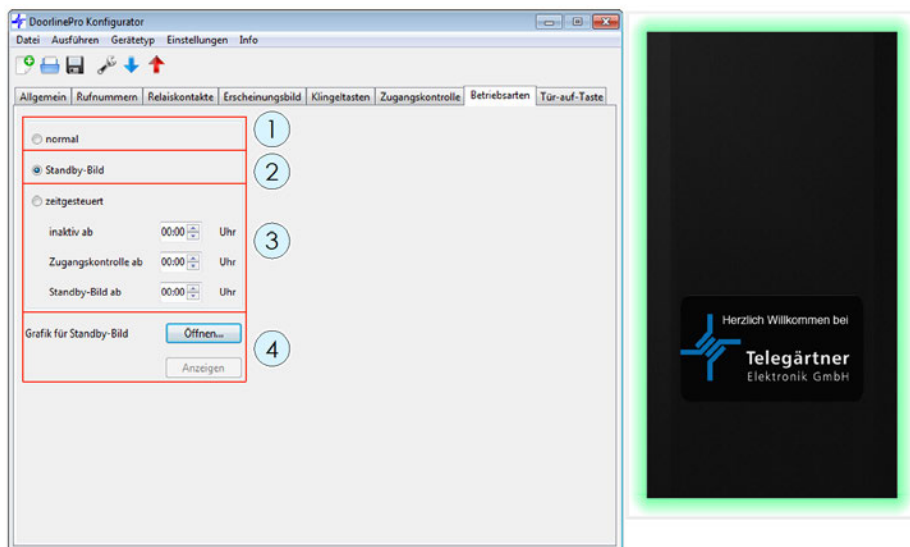 DoorlinePro Konfigurator
Datei Ausführen Gerätetyp Einstellungen Info
Allgemein Rufnummern Relaiskontakte Erscheinungsbild Klingeltasten Zugangskontrolle Betriebsarten Tür-auf-Taste
normal
1
Standby-Bild
2
zeitgesteuert
inaktiv ab 00:00 Uhr
3
Zugangskontrolle ab 00:00 Uhr
Standby-Bild ab 00:00 Uhr
Grafik für Standby-Bild Öffnen...
4
Anzeigen
Herzlich Willkommen bei
Telegärtner
Elektronik GmbH